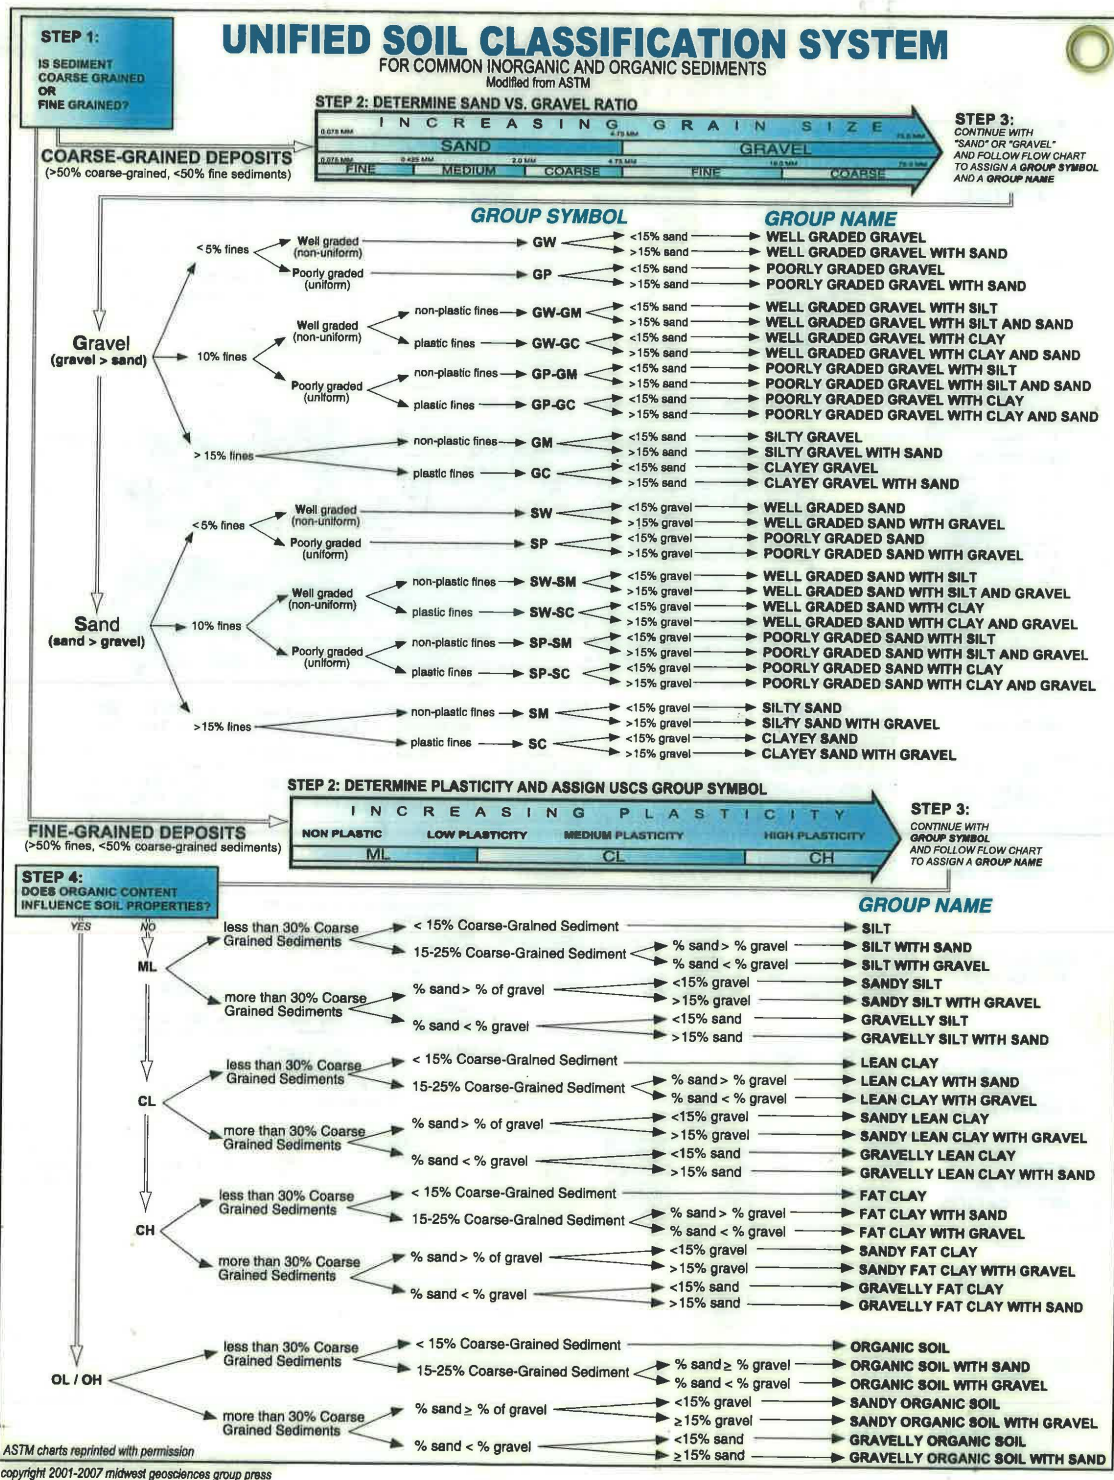 STEP 1:
IS SEDIMENT
COARSE GRAINED
OR
FINE GRAINED?
UNIFIED SOIL CLASSIFICATION SYSTEM
FOR COMMON INORGANIC AND ORGANIC SEDIMENTS
Modified from ASTM
STEP 2: DETERMINE SAND VS. GRAVEL RATIO
INCREASING GRAIN SIZE
0.075 MM 4.75 MM 75.0 MM
SAND GRAVEL
0.075 MM 0.425 MM 2.0 MM 4.75 MM 19.0 MM 75.0 MM
FINE MEDIUM COARSE FINE COARSE
STEP 3:
CONTINUE WITH
"SAND" OR "GRAVEL"
AND FOLLOW FLOW CHART
TO ASSIGN A GROUP SYMBOL
AND A GROUP NAME
COARSE-GRAINED DEPOSITS
(>50% coarse-grained, <50% fine sediments)
GROUP SYMBOL GROUP NAME
Gravel
(gravel > sand)
<5% fines
Well graded
(non-uniform)
GW <15% sand WELL GRADED GRAVEL
>15% sand WELL GRADED GRAVEL WITH SAND
Poorly graded
(uniform)
GP <15% sand POORLY GRADED GRAVEL
>15% sand POORLY GRADED GRAVEL WITH SAND
10% fines
Well graded
(non-uniform)
non-plastic fines GW-GM <15% sand WELL GRADED GRAVEL WITH SILT
>15% sand WELL GRADED GRAVEL WITH SILT AND SAND
plastic fines GW-GC <15% sand WELL GRADED GRAVEL WITH CLAY
>15% sand WELL GRADED GRAVEL WITH CLAY AND SAND
Poorly graded
(uniform)
non-plastic fines GP-GM <15% sand POORLY GRADED GRAVEL WITH SILT
>15% sand POORLY GRADED GRAVEL WITH SILT AND SAND
plastic fines GP-GC <15% sand POORLY GRADED GRAVEL WITH CLAY
>15% sand POORLY GRADED GRAVEL WITH CLAY AND SAND
>15% fines
non-plastic fines GM <15% sand SILTY GRAVEL
>15% sand SILTY GRAVEL WITH SAND
plastic fines GC <15% sand CLAYEY GRAVEL
>15% sand CLAYEY GRAVEL WITH SAND
Sand
(sand > gravel)
<5% fines
Well graded
(non-uniform)
SW <15% gravel WELL GRADED SAND
>15% gravel WELL GRADED SAND WITH GRAVEL
Poorly graded
(uniform)
SP <15% gravel POORLY GRADED SAND
>15% gravel POORLY GRADED SAND WITH GRAVEL
10% fines
Well graded
(non-uniform)
non-plastic fines SW-SM <15% gravel WELL GRADED SAND WITH SILT
>15% gravel WELL GRADED SAND WITH SILT AND GRAVEL
plastic fines SW-SC <15% gravel WELL GRADED SAND WITH CLAY
>15% gravel WELL GRADED SAND WITH CLAY AND GRAVEL
Poorly graded
(uniform)
non-plastic fines SP-SM <15% gravel POORLY GRADED SAND WITH SILT
>15% gravel POORLY GRADED SAND WITH SILT AND GRAVEL
plastic fines SP-SC <15% gravel POORLY GRADED SAND WITH CLAY
>15% gravel POORLY GRADED SAND WITH CLAY AND GRAVEL
>15% fines
non-plastic fines SM <15% gravel SILTY SAND
>15% gravel SILTY SAND WITH GRAVEL
plastic fines SC <15% gravel CLAYEY SAND
>15% gravel CLAYEY SAND WITH GRAVEL
STEP 2: DETERMINE PLASTICITY AND ASSIGN USCS GROUP SYMBOL
INCREASING PLASTICITY
NON PLASTIC LOW PLASTICITY MEDIUM PLASTICITY HIGH PLASTICITY
ML CL CH
STEP 3:
CONTINUE WITH
GROUP SYMBOL
AND FOLLOW FLOW CHART
TO ASSIGN A GROUP NAME
FINE-GRAINED DEPOSITS
(>50% fines, <50% coarse-grained sediments)
STEP 4:
DOES ORGANIC CONTENT
INFLUENCE SOIL PROPERTIES?
YES NO
GROUP NAME
ML
less than 30% Coarse
Grained Sediments
< 15% Coarse-Grained Sediment SILT
15-25% Coarse-Grained Sediment % sand > % gravel SILT WITH SAND
% sand < % gravel SILT WITH GRAVEL
more than 30% Coarse
Grained Sediments
% sand > % of gravel <15% gravel SANDY SILT
>15% gravel SANDY SILT WITH GRAVEL
% sand < % gravel <15% sand GRAVELLY SILT
>15% sand GRAVELLY SILT WITH SAND
CL
less than 30% Coarse
Grained Sediments
< 15% Coarse-Grained Sediment LEAN CLAY
15-25% Coarse-Grained Sediment % sand > % gravel LEAN CLAY WITH SAND
% sand < % gravel LEAN CLAY WITH GRAVEL
more than 30% Coarse
Grained Sediments
% sand > % of gravel <15% gravel SANDY LEAN CLAY
>15% gravel SANDY LEAN CLAY WITH GRAVEL
% sand < % gravel <15% sand GRAVELLY LEAN CLAY
>15% sand GRAVELLY LEAN CLAY WITH SAND
CH
less than 30% Coarse
Grained Sediments
< 15% Coarse-Grained Sediment FAT CLAY
15-25% Coarse-Grained Sediment % sand > % gravel FAT CLAY WITH SAND
% sand < % gravel FAT CLAY WITH GRAVEL
more than 30% Coarse
Grained Sediments
% sand > % of gravel <15% gravel SANDY FAT CLAY
>15% gravel SANDY FAT CLAY WITH GRAVEL
% sand < % gravel <15% sand GRAVELLY FAT CLAY
>15% sand GRAVELLY FAT CLAY WITH SAND
OL / OH
less than 30% Coarse
Grained Sediments
< 15% Coarse-Grained Sediment ORGANIC SOIL
15-25% Coarse-Grained Sediment % sand ≥ % gravel ORGANIC SOIL WITH SAND
% sand < % gravel ORGANIC SOIL WITH GRAVEL
more than 30% Coarse
Grained Sediments
% sand ≥ % of gravel <15% gravel SANDY ORGANIC SOIL
≥15% gravel SANDY ORGANIC SOIL WITH GRAVEL
% sand < % gravel <15% sand GRAVELLY ORGANIC SOIL
≥15% sand GRAVELLY ORGANIC SOIL WITH SAND
ASTM charts reprinted with permission
copyright 2001-2007 midwest geosciences group press